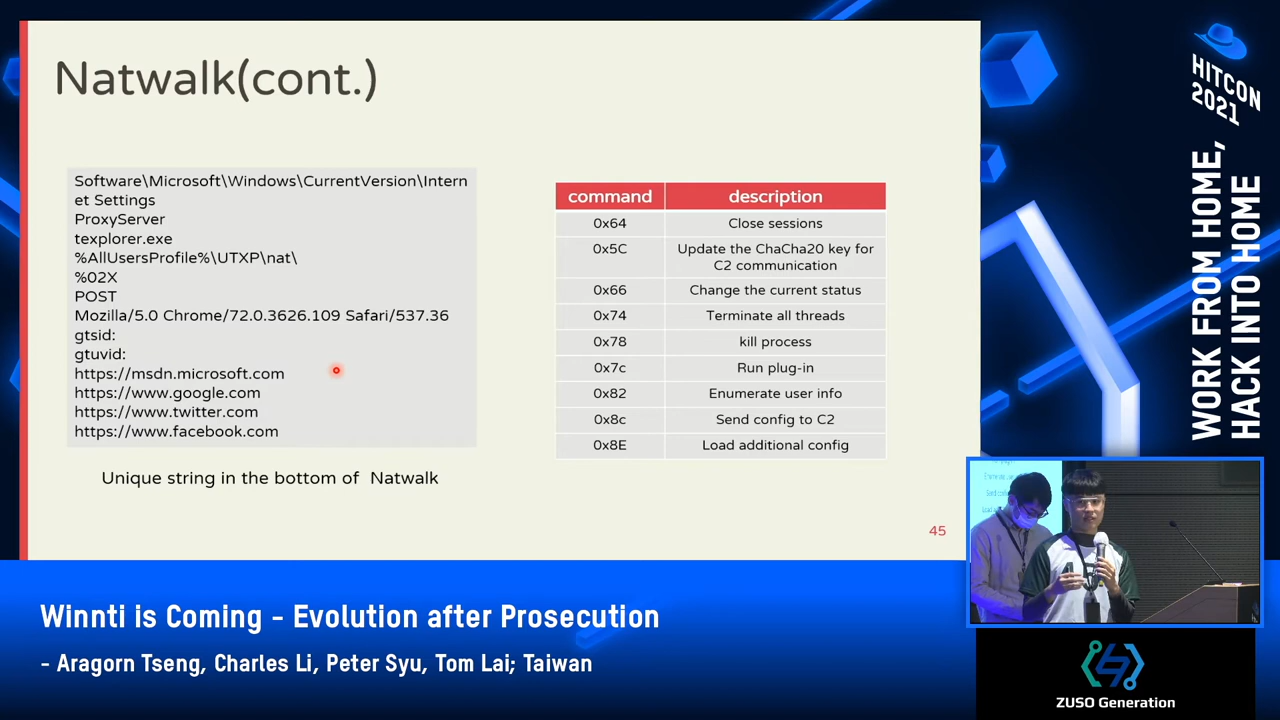 Natwalk(cont.)
Software\Microsoft\Windows\CurrentVersion\Intern
et Settings
ProxyServer
texplorer.exe
%AllUsersProfile%\UTXP\nat\
%02X
POST
Mozilla/5.0 Chrome/72.0.3626.109 Safari/537.36
gtsid:
gtuvid:
https://msdn.microsoft.com
https://www.google.com
https://www.twitter.com
https://www.facebook.com
Unique string in the bottom of Natwalk
command description
0x64 Close sessions
0x5C Update the ChaCha20 key for
C2 communication
0x66 Change the current status
0x74 Terminate all threads
0x78 kill process
0x7c Run plug-in
0x82 Enumerate user info
0x8c Send config to C2
0x8E Load additional config
45
HITCON
2021
WORK FROM HOME,
HACK INTO HOME
Winnti is Coming - Evolution after Prosecution
- Aragorn Tseng, Charles Li, Peter Syu, Tom Lai; Taiwan
ZUSO Generation